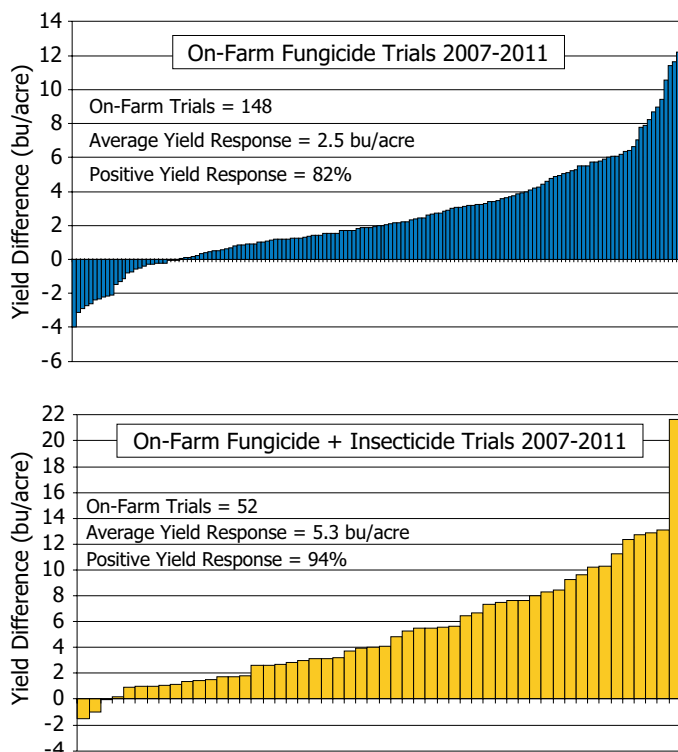 14
12
10
8
6
4
2
0
-2
-4
-6
Yield Difference (bu/acre)
On-Farm Fungicide Trials 2007-2011
On-Farm Trials = 148
Average Yield Response = 2.5 bu/acre
Positive Yield Response = 82%
22
20
18
16
14
12
10
8
6
4
2
0
-2
-4
Yield Difference (bu/acre)
On-Farm Fungicide + Insecticide Trials 2007-2011
On-Farm Trials = 52
Average Yield Response = 5.3 bu/acre
Positive Yield Response = 94%